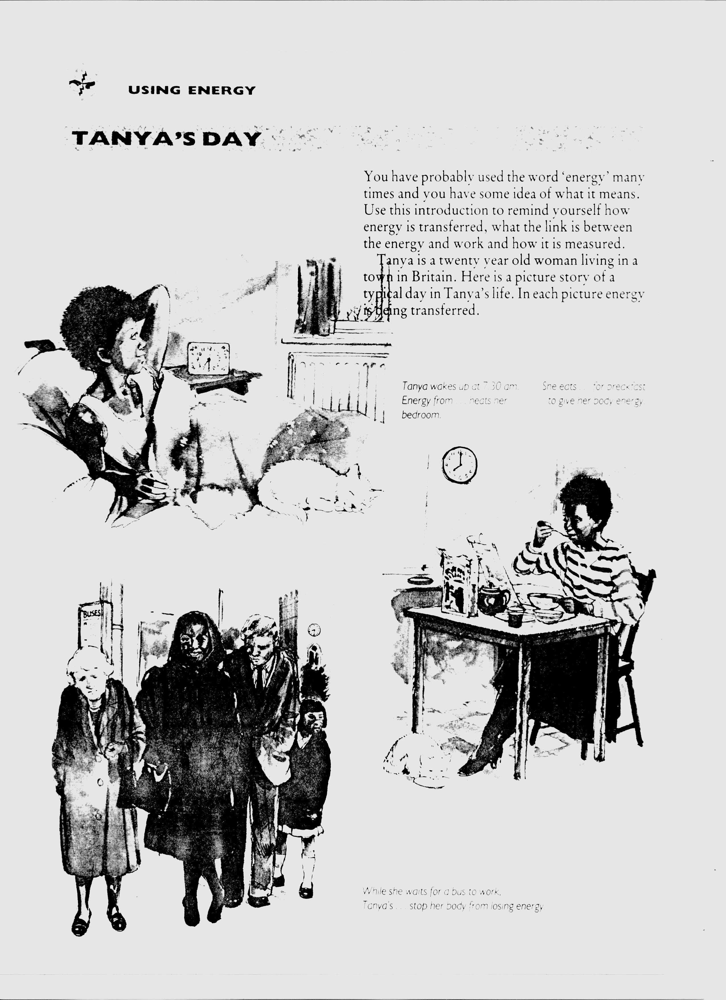 USING ENERGY
TANYA'S DAY
You have probably used the word ‘energy’ many
times and you have some idea of what it means.
Use this introduction to remind yourself how
energy is transferred, what the link is between
the energy and work and how it is measured.
Tanya is a twenty year old woman living in a
town in Britain. Here is a picture story of a
typical day in Tanya's life. In each picture energy
is being transferred.
Tanya wakes up at 7.30 am.
Energy from ... heats her
bedroom.
She eats ... for breakfast
to give her body energy.
BUSES
While she waits for a bus to work,
Tanya's ... stop her body from losing energy